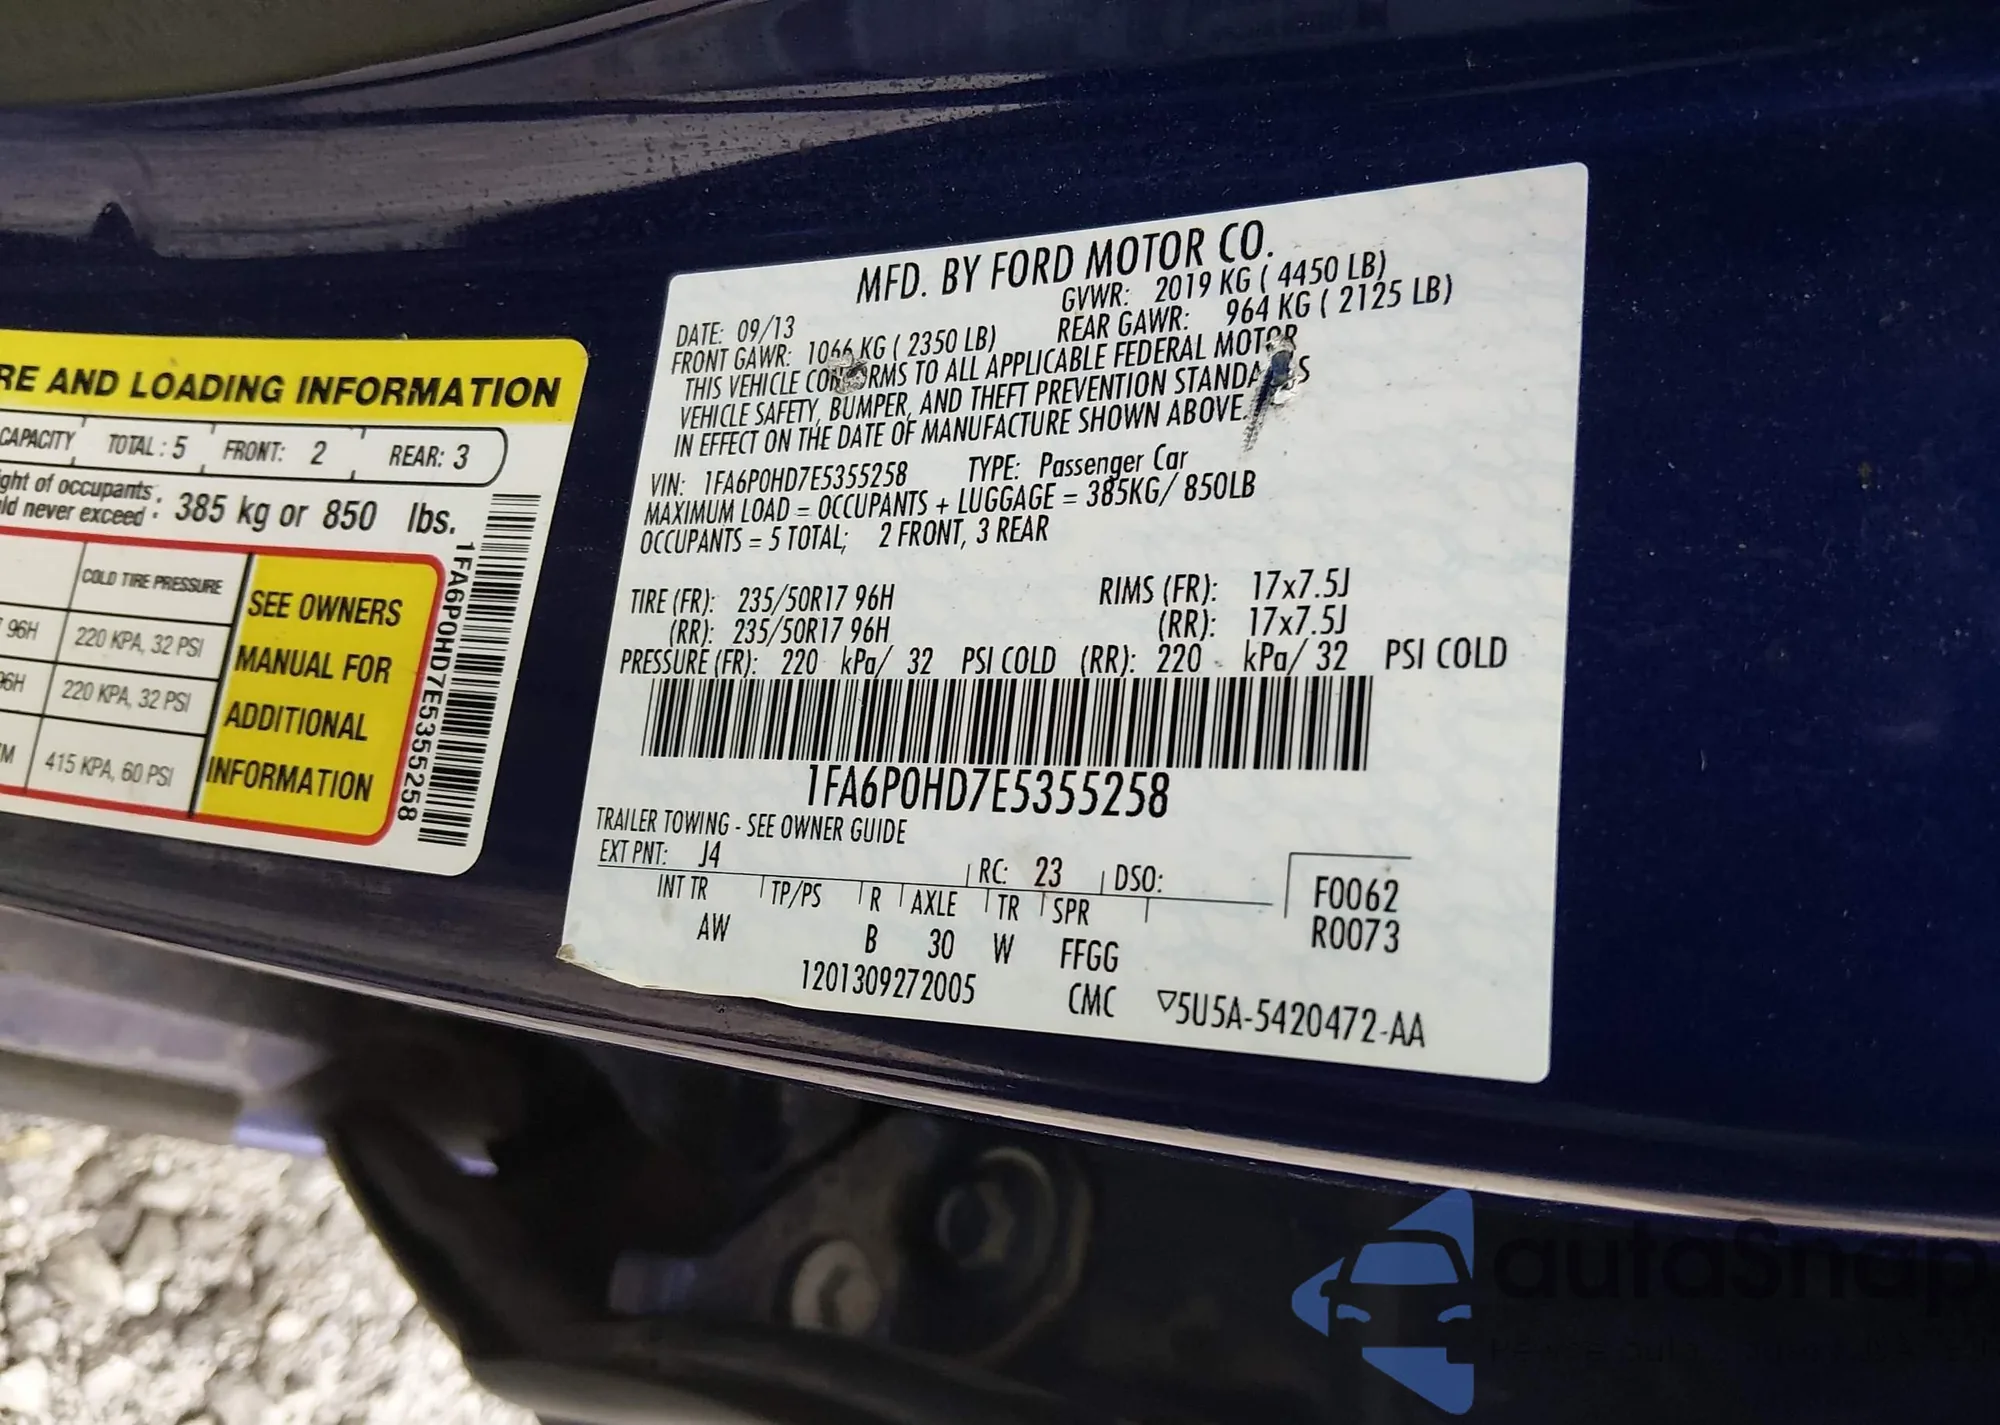 RE AND LOADING INFORMATION
CAPACITY TOTAL : 5 FRONT: 2 REAR: 3
ght of occupants
ld never exceed : 385 kg or 850 lbs.
COLD TIRE PRESSURE
96H 220 KPA, 32 PSI
96H 220 KPA, 32 PSI
M 415 KPA, 60 PSI
SEE OWNERS
MANUAL FOR
ADDITIONAL
INFORMATION
1FA6P0HD7E5355258
MFD. BY FORD MOTOR CO.
DATE: 09/13 GVWR: 2019 KG ( 4450 LB)
FRONT GAWR: 1066 KG ( 2350 LB) REAR GAWR: 964 KG ( 2125 LB)
THIS VEHICLE CONFORMS TO ALL APPLICABLE FEDERAL MOTOR
VEHICLE SAFETY, BUMPER, AND THEFT PREVENTION STANDARDS
IN EFFECT ON THE DATE OF MANUFACTURE SHOWN ABOVE.
VIN: 1FA6P0HD7E5355258 TYPE: Passenger Car
MAXIMUM LOAD = OCCUPANTS + LUGGAGE = 385KG/ 850LB
OCCUPANTS = 5 TOTAL; 2 FRONT, 3 REAR
TIRE (FR): 235/50R17 96H RIMS (FR): 17x7.5J
(RR): 235/50R17 96H (RR): 17x7.5J
PRESSURE (FR): 220 kPa/ 32 PSI COLD (RR): 220 kPa/ 32 PSI COLD
1FA6P0HD7E5355258
TRAILER TOWING - SEE OWNER GUIDE
EXT PNT: J4 RC: 23 DSO:
INT TR TP/PS R AXLE TR SPR
AW B 30 W FFGG
F0062
R0073
1201309272005 CMC ▽5U5A-5420472-AA
autoSnap